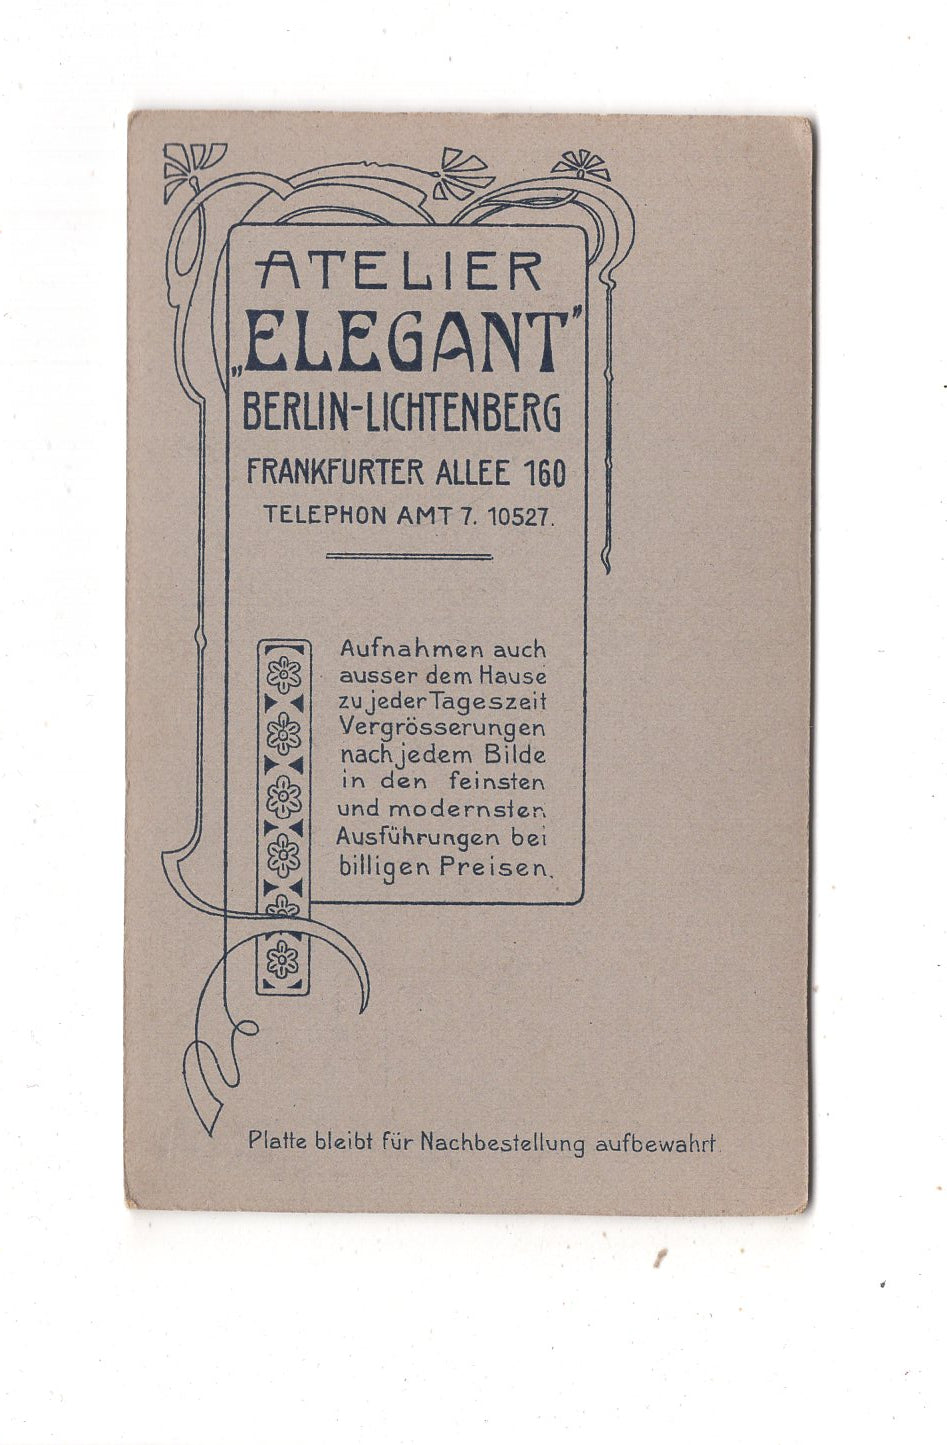 ATELIER
„ELEGANT”
BERLIN-LICHTENBERG
FRANKFURTER ALLEE 160
TELEPHON AMT 7. 10527.
Aufnahmen auch
ausser dem Hause
zu jeder Tageszeit
Vergrösserungen
nach jedem Bilde
in den feinsten
und modernsten
Ausführungen bei
billigen Preisen.
Platte bleibt für Nachbestellung aufbewahrt.